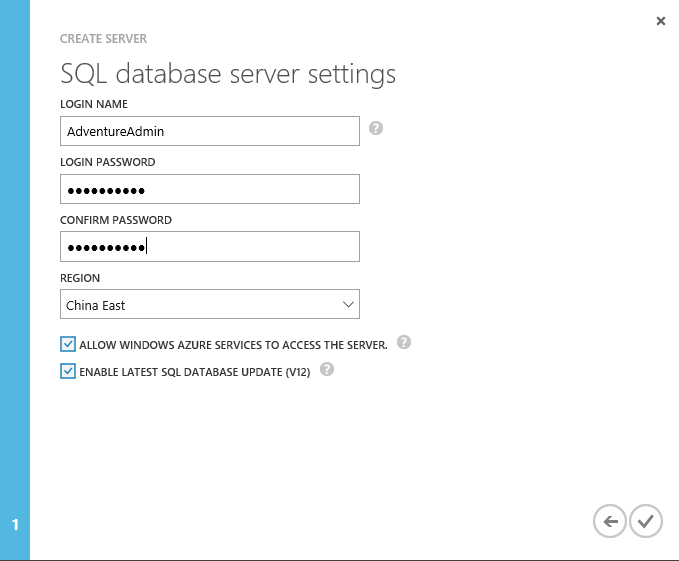 CREATE SERVER
SQL database server settings
LOGIN NAME
AdventureAdmin
?
LOGIN PASSWORD
●●●●●●●●●●
CONFIRM PASSWORD
●●●●●●●●●●
REGION
China East
ALLOW WINDOWS AZURE SERVICES TO ACCESS THE SERVER. ?
ENABLE LATEST SQL DATABASE UPDATE (V12) ?
1